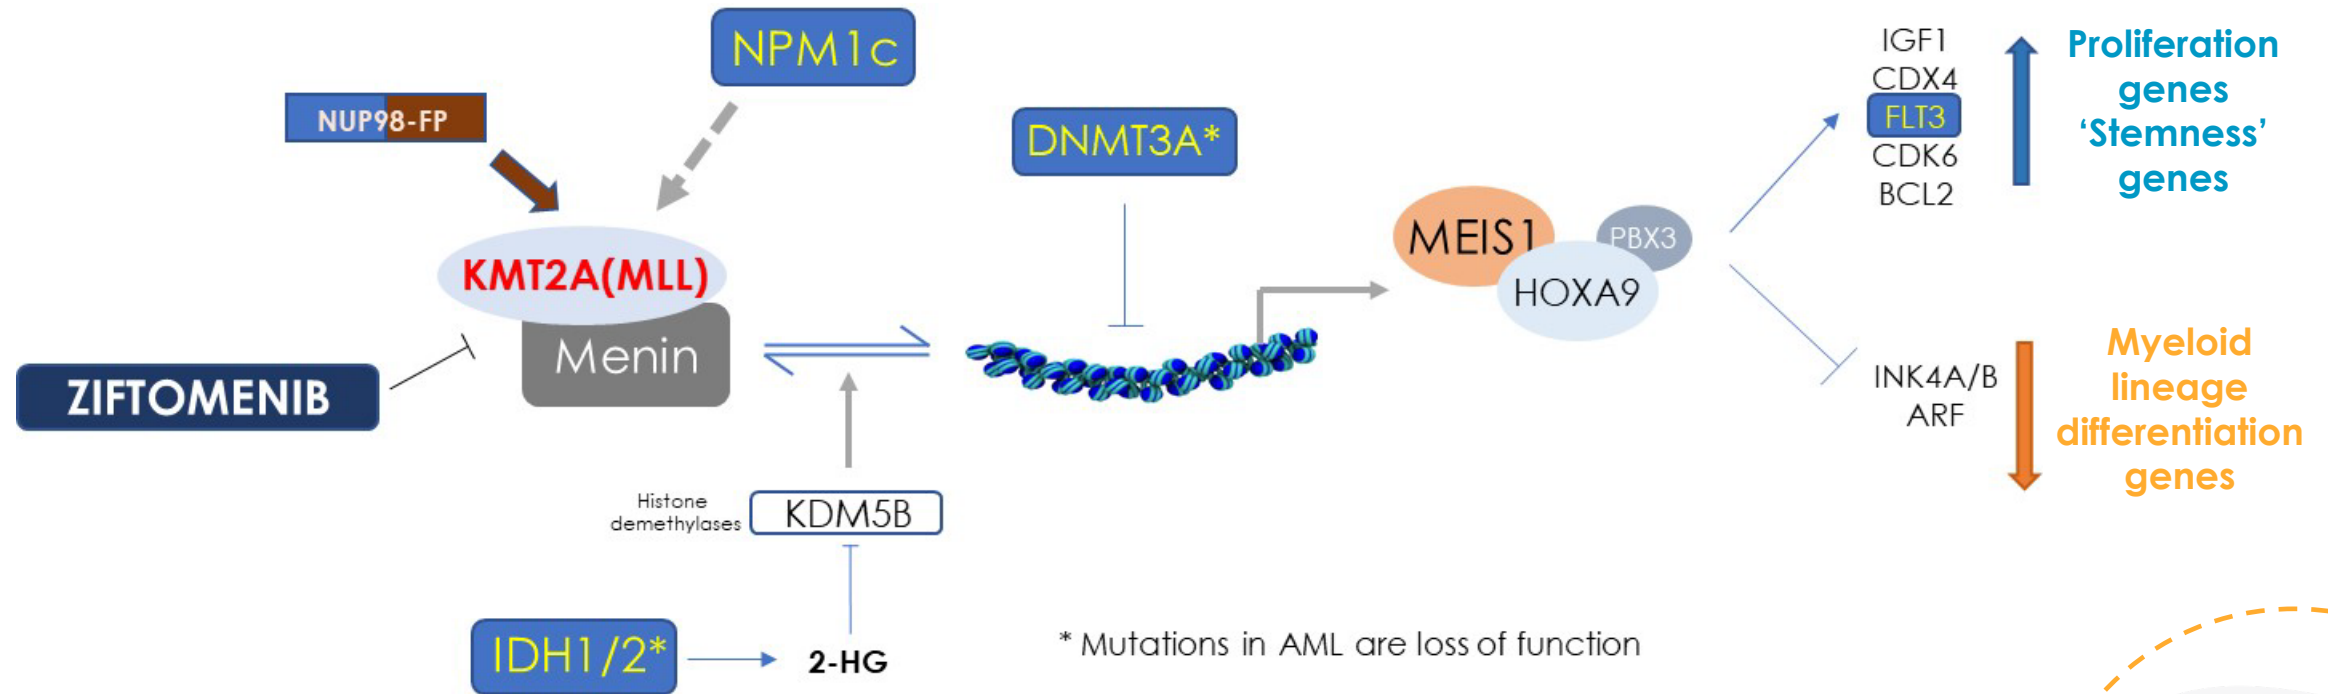 NPM1c
NUP98-FP
DNMT3A*
KMT2A(MLL)
Menin
ZIFTOMENIB
Histone
demethylases
KDM5B
IDH1/2*
2-HG
MEIS1
PBX3
HOXA9
IGF1
CDX4
FLT3
CDK6
BCL2
Proliferation
genes
‘Stemness’
genes
INK4A/B
ARF
Myeloid
lineage
differentiation
genes
* Mutations in AML are loss of function